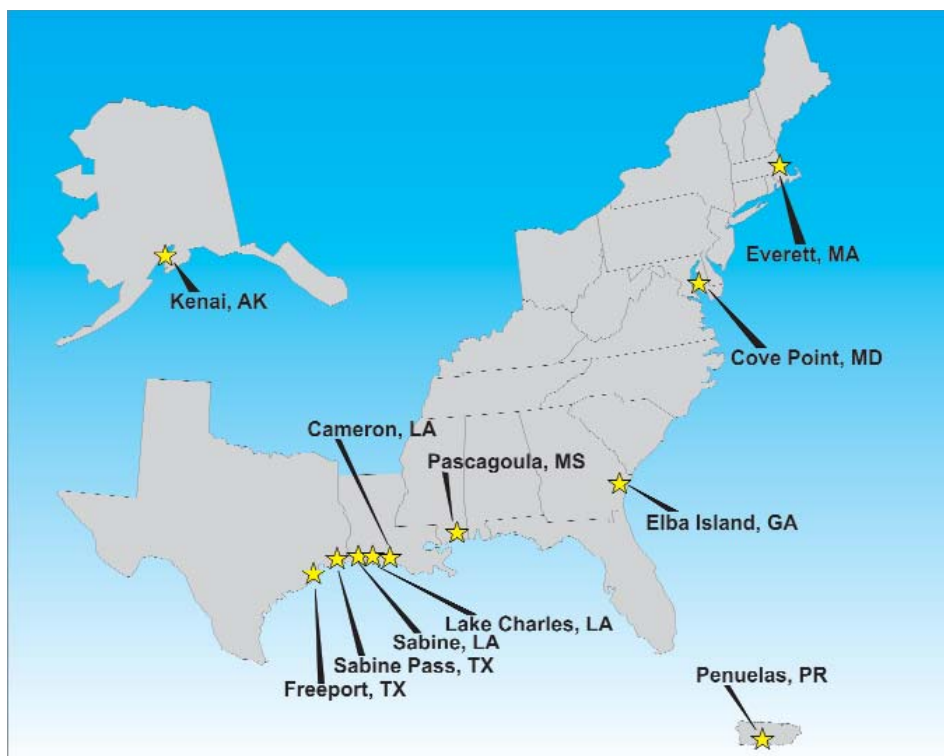 Everett, MA
Kenai, AK
Cove Point, MD
Cameron, LA
Pascagoula, MS
Elba Island, GA
Lake Charles, LA
Sabine, LA
Sabine Pass, TX
Freeport, TX
Penuelas, PR